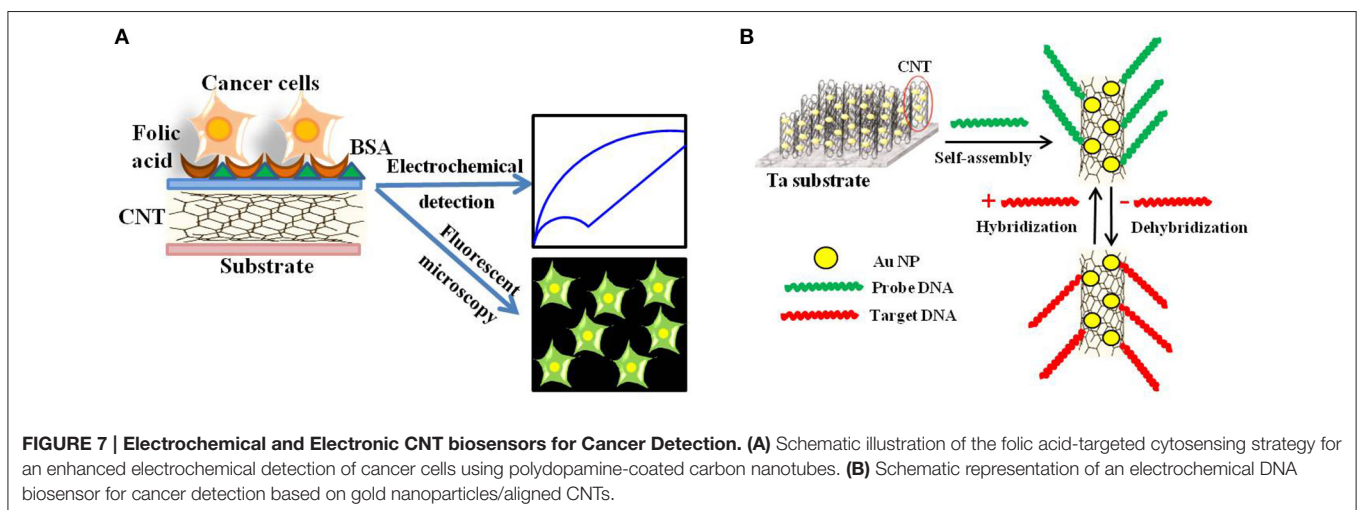 A
Cancer cells
Folic
acid
BSA
Electrochemical
detection
CNT
Fluorescent
microscopy
Substrate
B
CNT
Self-assembly
Ta substrate
+
Hybridization
-
Dehybridization
Au NP
Probe DNA
Target DNA
FIGURE 7 | Electrochemical and Electronic CNT biosensors for Cancer Detection. (A) Schematic illustration of the folic acid-targeted cytosensing strategy for
an enhanced electrochemical detection of cancer cells using polydopamine-coated carbon nanotubes. (B) Schematic representation of an electrochemical DNA
biosensor for cancer detection based on gold nanoparticles/aligned CNTs.